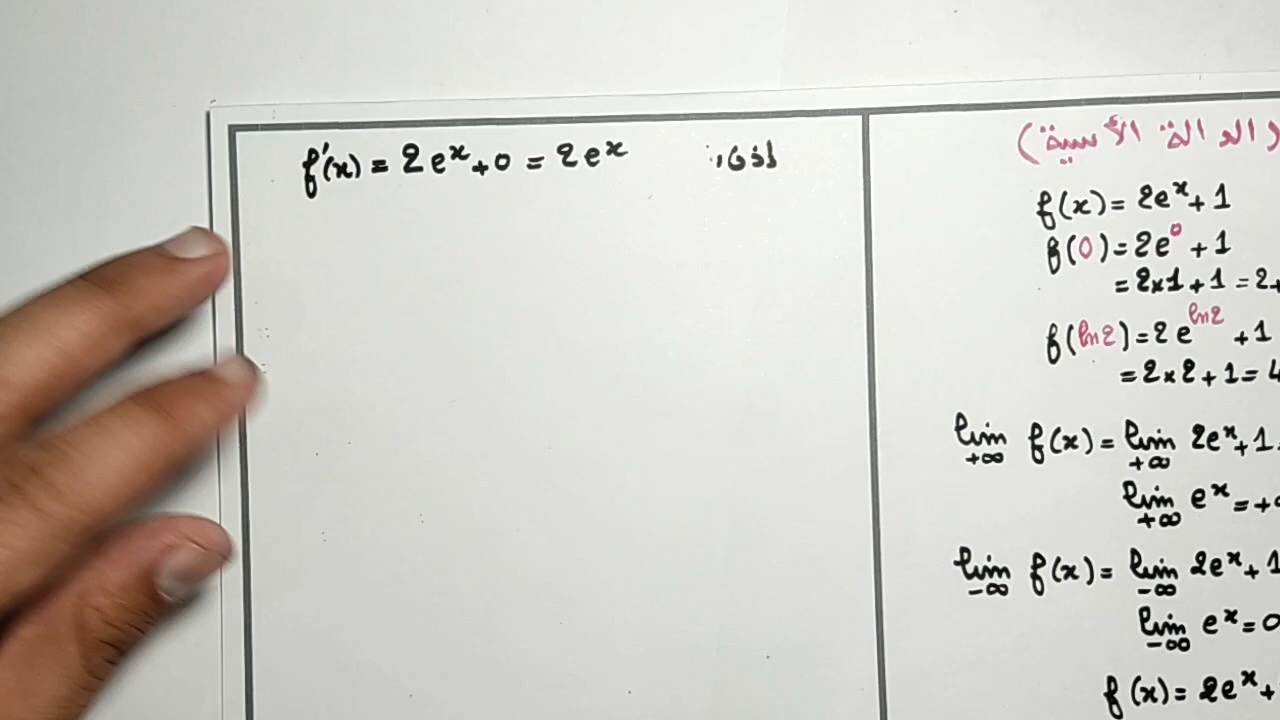 (الدالة الأسية)
f(x) = 2e^x + 1
f(0) = 2e^0 + 1
= 2×1 + 1 = 2+
f(ln2) = 2e^ln2 + 1
= 2×2 + 1 = 4
lim +∞ f(x) = lim +∞ 2e^x + 1
lim +∞ e^x = +
lim -∞ f(x) = lim -∞ 2e^x + 1
lim -∞ e^x = 0
f(x) = 2e^x +
f'(x) = 2e^x + 0 = 2e^x